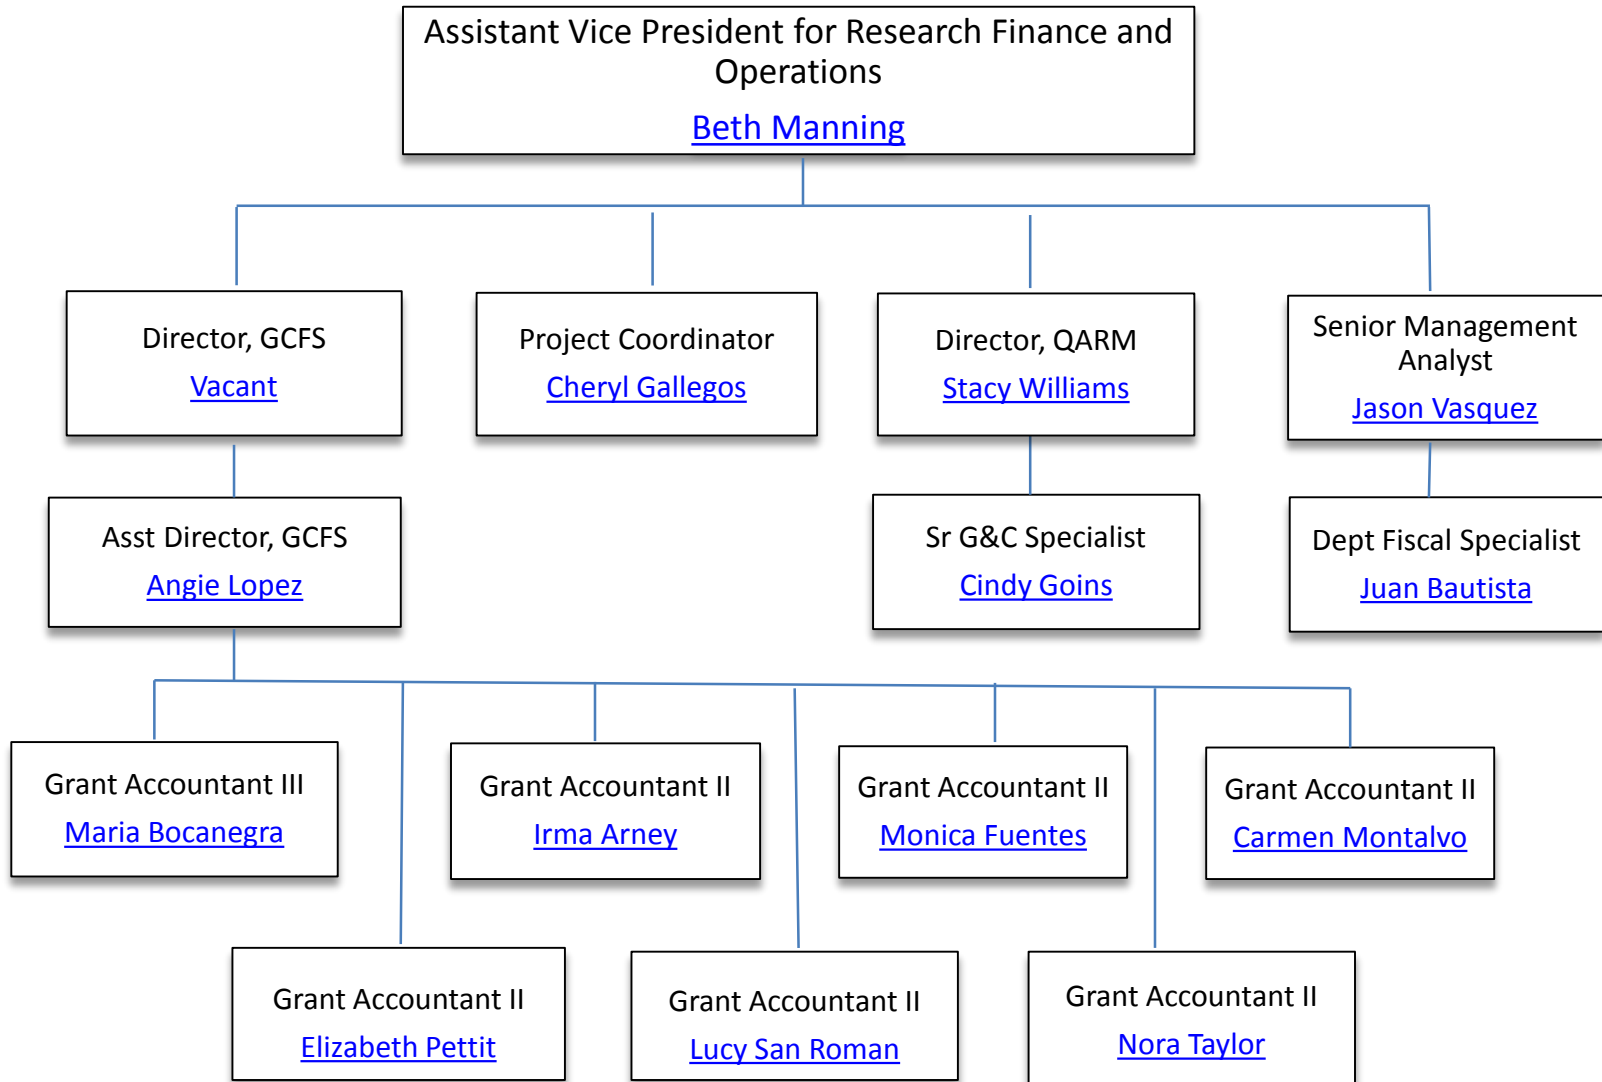 Assistant Vice President for Research Finance and
Operations
Beth Manning
Director, GCFS
Vacant
Project Coordinator
Cheryl Gallegos
Director, QARM
Stacy Williams
Senior Management
Analyst
Jason Vasquez
Asst Director, GCFS
Angie Lopez
Sr G&C Specialist
Cindy Goins
Dept Fiscal Specialist
Juan Bautista
Grant Accountant III
Maria Bocanegra
Grant Accountant II
Irma Arney
Grant Accountant II
Monica Fuentes
Grant Accountant II
Carmen Montalvo
Grant Accountant II
Elizabeth Pettit
Grant Accountant II
Lucy San Roman
Grant Accountant II
Nora Taylor